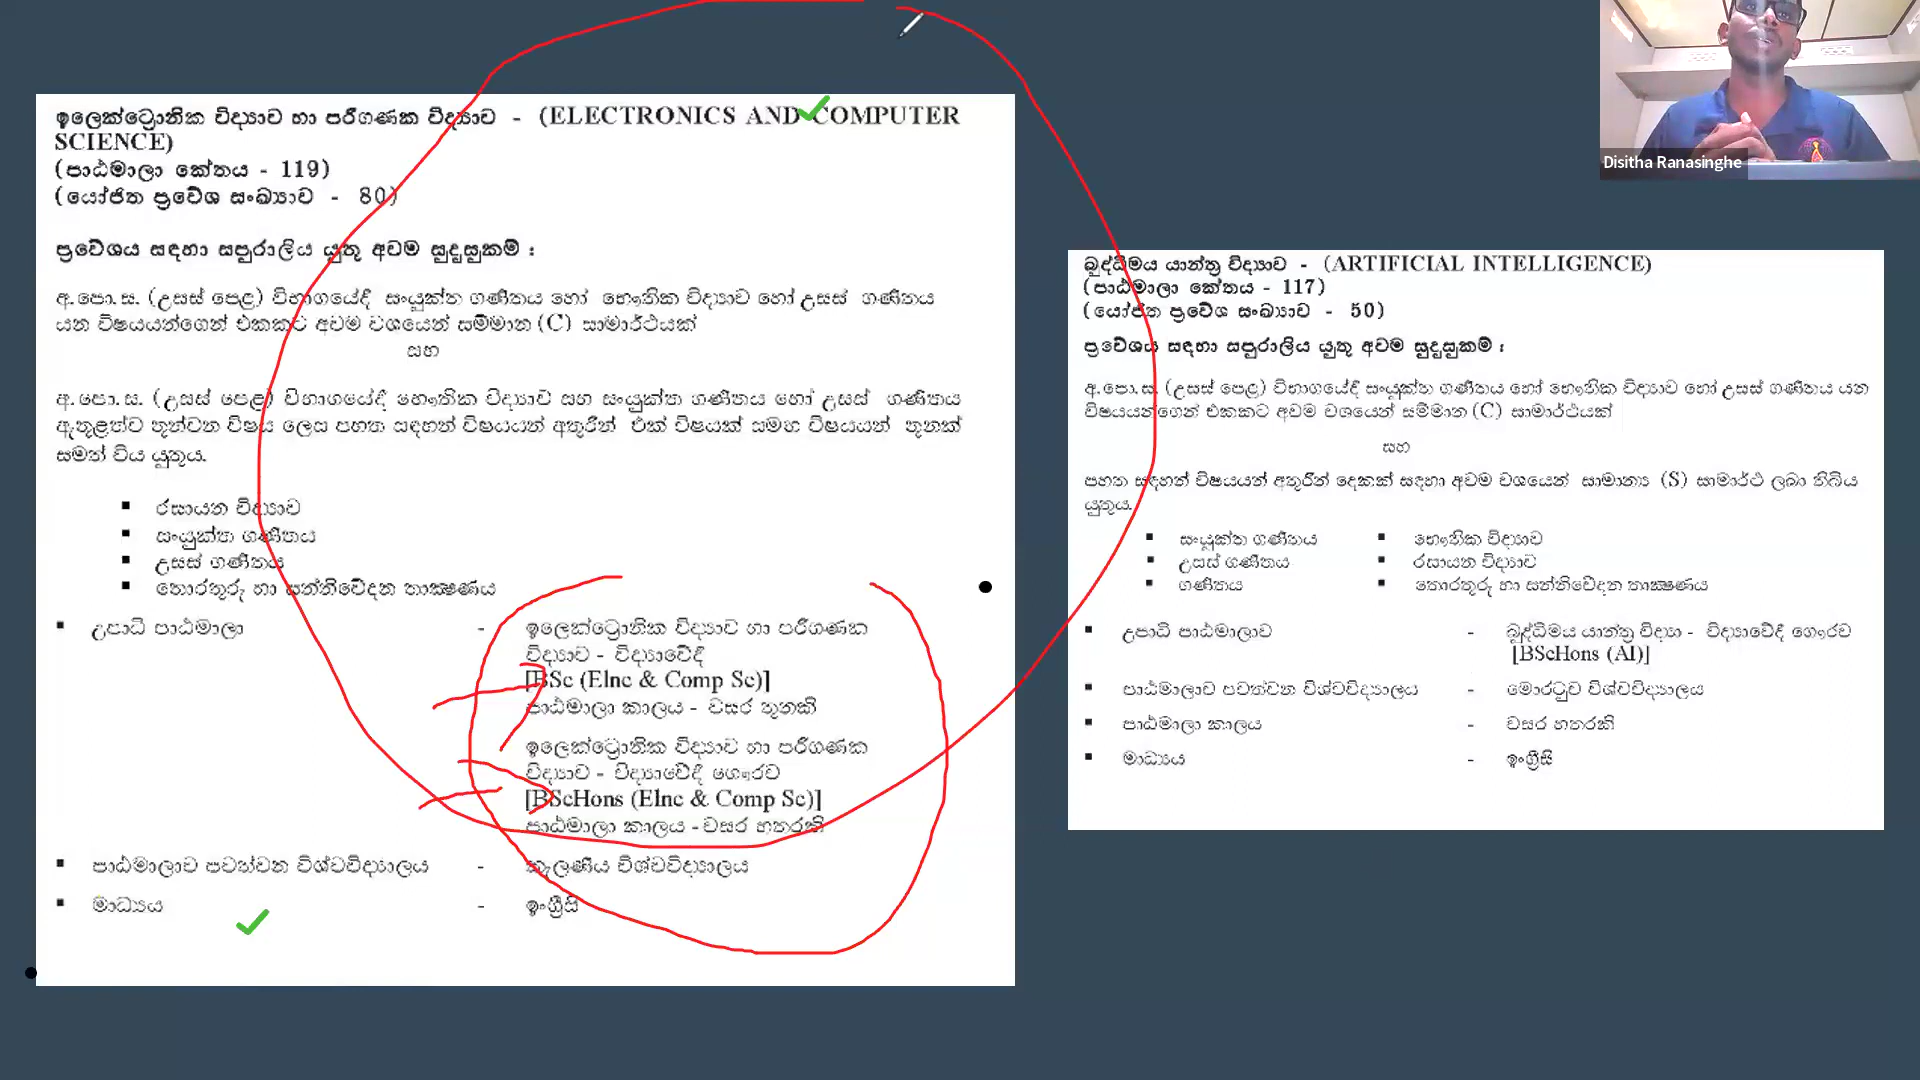 ඉලෙක්ට්‍රොනික විද්‍යාව හා පරිගණක විද්‍යාව - (ELECTRONICS AND COMPUTER
SCIENCE)
(පාඨමාලා කේතය - 119)
(යෝජිත ප්‍රවේශ සංඛ්‍යාව - 80)
ප්‍රවේශය සඳහා සපුරාලිය යුතු අවම සුදුසුකම් :
අ.පො.ස. (උසස් පෙළ) විභාගයේදී සංයුක්ත ගණිතය හෝ භෞතික විද්‍යාව හෝ උසස් ගණිතය
යන විෂයයන්ගෙන් එකකට අවම වශයෙන් සම්මාන (C) සාමාර්ථයක්
සහ
අ.පො.ස. (උසස් පෙළ) විභාගයේදී භෞතික විද්‍යාව සහ සංයුක්ත ගණිතය හෝ උසස් ගණිතය
ඇතුළත්ව තුන්වන විෂය ලෙස පහත සඳහන් විෂයයන් අතුරින් එක් විෂයක් සමඟ විෂයයන් තුනක්
සමත් විය යුතුය.
▪ රසායන විද්‍යාව
▪ සංයුක්ත ගණිතය
▪ උසස් ගණිතය
▪ තොරතුරු හා සන්නිවේදන තාක්ෂණය
▪ උපාධි පාඨමාලා - ඉලෙක්ට්‍රොනික විද්‍යාව හා පරිගණක
විද්‍යාව - විද්‍යාවේදී
[BSc (Elnc & Comp Sc)]
පාඨමාලා කාලය - වසර තුනකි
ඉලෙක්ට්‍රොනික විද්‍යාව හා පරිගණක
විද්‍යාව - විද්‍යාවේදී ගෞරව
[BScHons (Elnc & Comp Sc)]
පාඨමාලා කාලය - වසර හතරකි
▪ පාඨමාලාව පවත්වන විශ්වවිද්‍යාලය - කැලණිය විශ්වවිද්‍යාලය
▪ මාධ්‍යය - ඉංග්‍රීසි
බුද්ධිමය යාන්ත්‍ර විද්‍යාව - (ARTIFICIAL INTELLIGENCE)
(පාඨමාලා කේතය - 117)
(යෝජිත ප්‍රවේශ සංඛ්‍යාව - 50)
ප්‍රවේශය සඳහා සපුරාලිය යුතු අවම සුදුසුකම් :
අ.පො.ස. (උසස් පෙළ) විභාගයේදී සංයුක්ත ගණිතය හෝ භෞතික විද්‍යාව හෝ උසස් ගණිතය යන
විෂයයන්ගෙන් එකකට අවම වශයෙන් සම්මාන (C) සාමාර්ථයක්
සහ
පහත සඳහන් විෂයයන් අතුරින් දෙකක් සඳහා අවම වශයෙන් සාමාන්‍ය (S) සාමාර්ථ ලබා තිබිය
යුතුය.
▪ සංයුක්ත ගණිතය ▪ භෞතික විද්‍යාව
▪ උසස් ගණිතය ▪ රසායන විද්‍යාව
▪ ගණිතය ▪ තොරතුරු හා සන්නිවේදන තාක්ෂණය
▪ උපාධි පාඨමාලාව - බුද්ධිමය යාන්ත්‍ර විද්‍යා - විද්‍යාවේදී ගෞරව
[BScHons (AI)]
▪ පාඨමාලාව පවත්වන විශ්වවිද්‍යාලය - මොරටුව විශ්වවිද්‍යාලය
▪ පාඨමාලා කාලය - වසර හතරකි
▪ මාධ්‍යය - ඉංග්‍රීසි
Disitha Ranasinghe